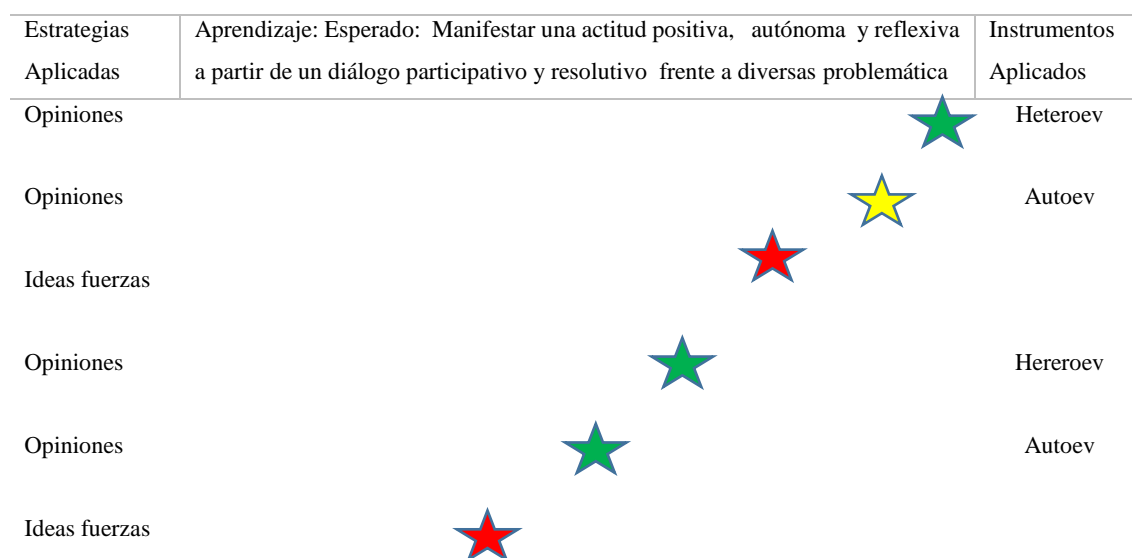 Estrategias
Aplicadas
Aprendizaje: Esperado: Manifestar una actitud positiva, autónoma y reflexiva
a partir de un diálogo participativo y resolutivo frente a diversas problemática
Instrumentos
Aplicados
Opiniones
Heteroev
Opiniones
Autoev
Ideas fuerzas
Opiniones
Hereroev
Opiniones
Autoev
Ideas fuerzas